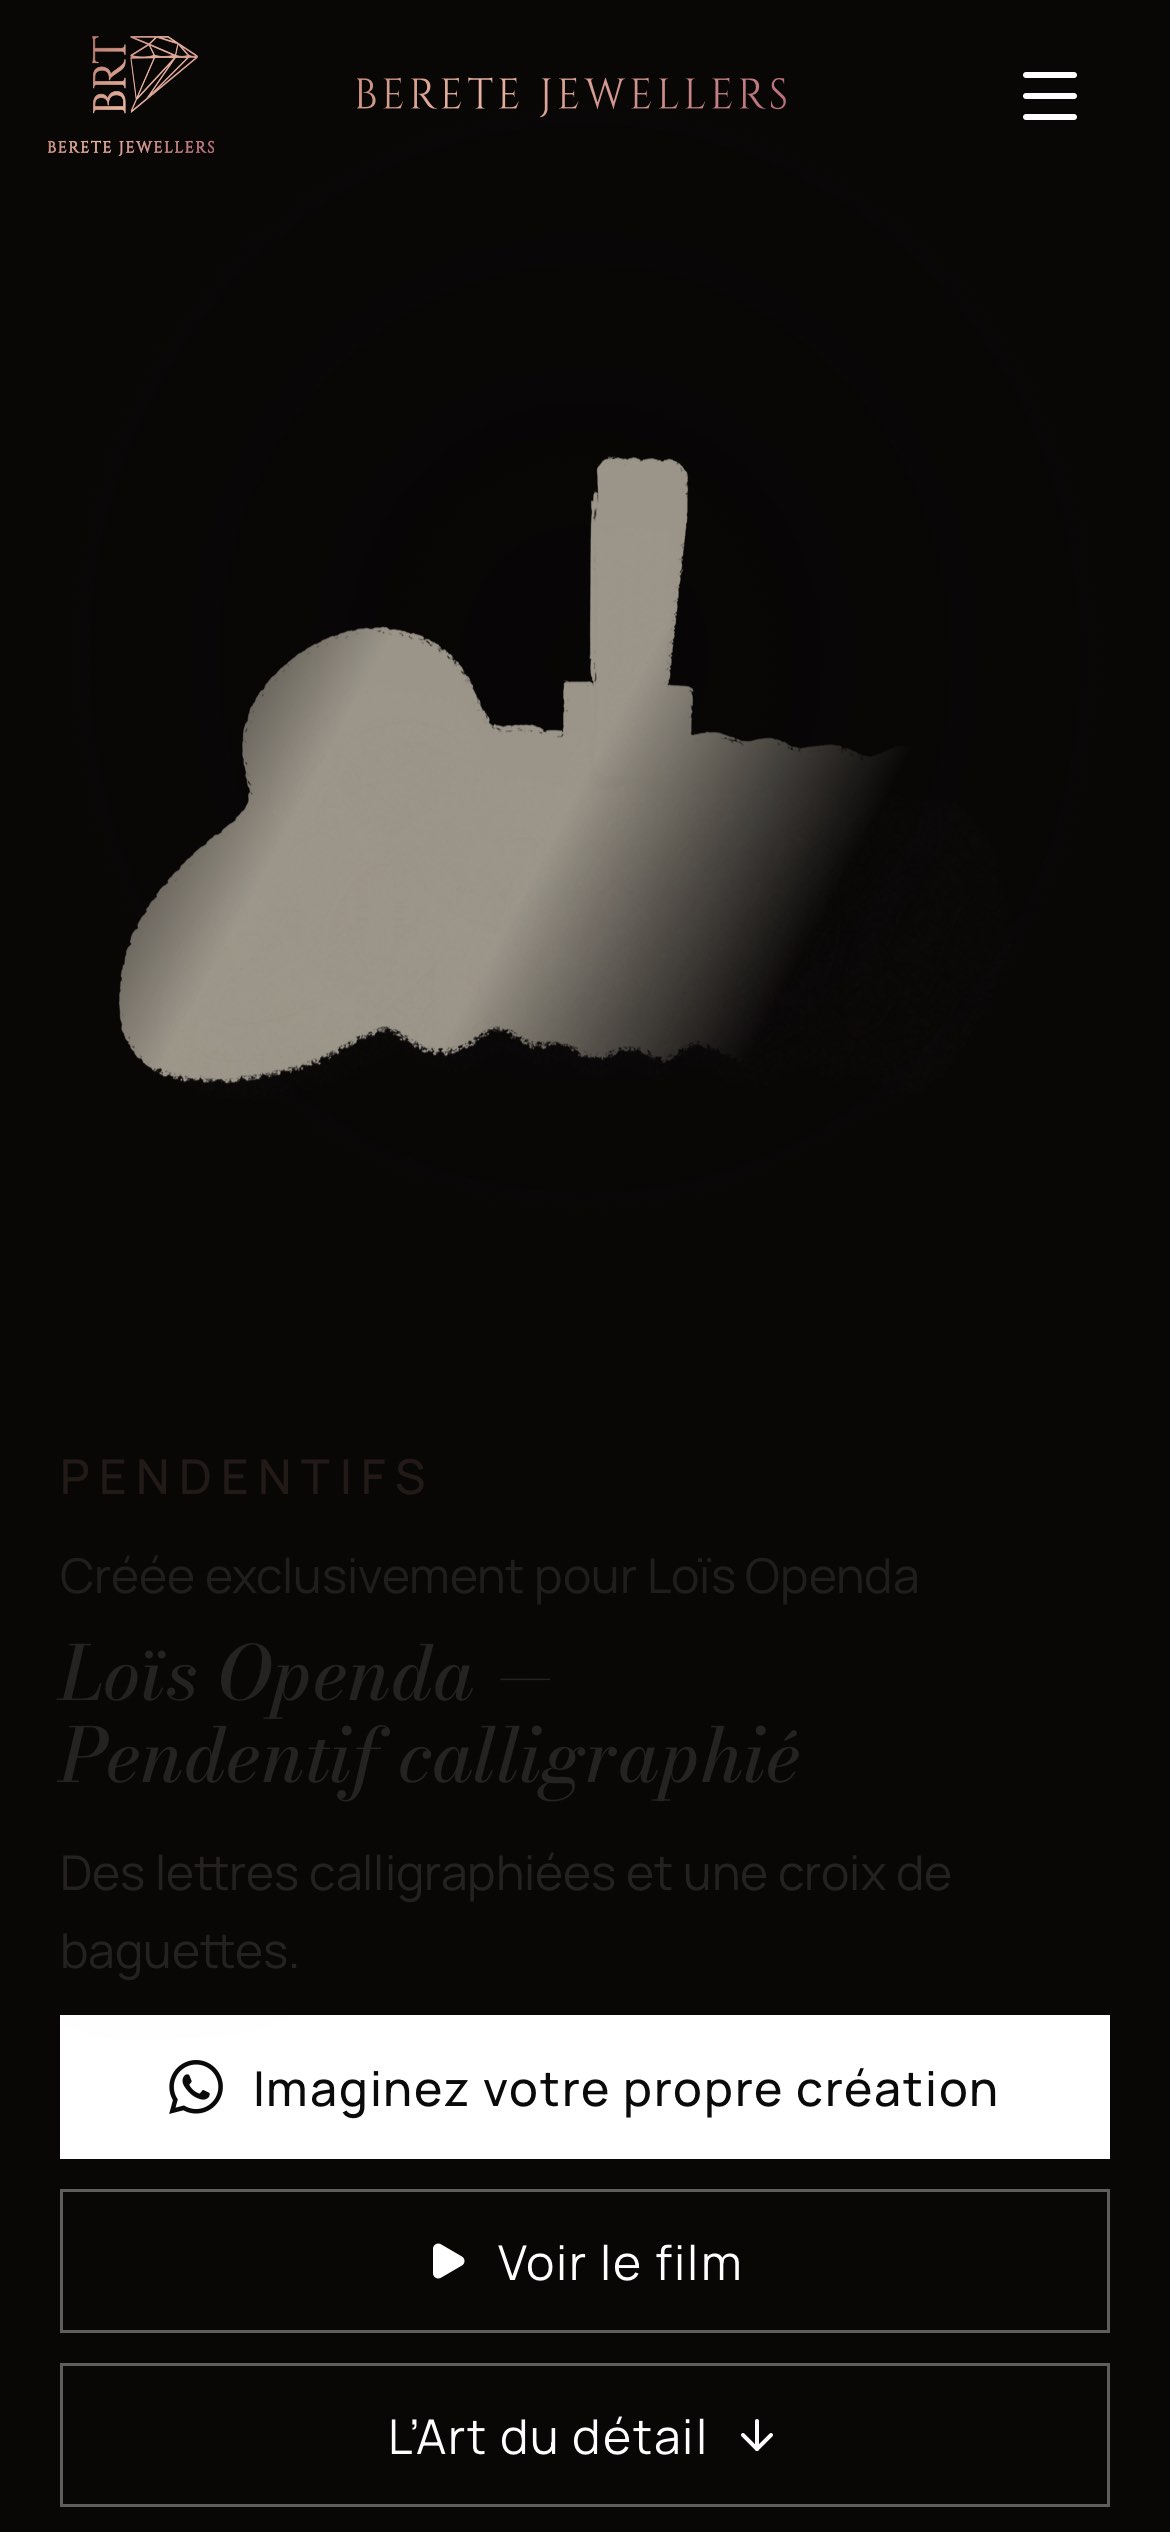 BRT
BERETE JEWELLERS
BERETE JEWELLERS
PENDENTIFS
Créée exclusivement pour Loïs Openda
Loïs Openda —
Pendentif calligraphié
Des lettres calligraphiées et une croix de
baguettes.
Imaginez votre propre création
Voir le film
L’Art du détail ↓